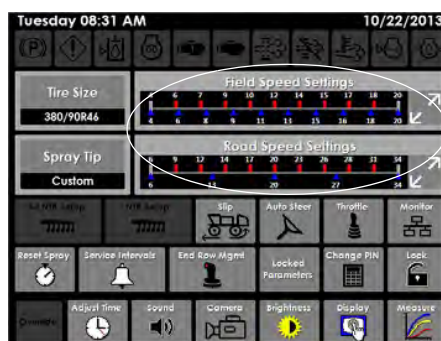 Tuesday 08:31 AM 10/22/2013
(P)
Tire Size
380/90R46
Field Speed Settings
4 6 7 9 10 12 14 15 17 18 20
4 6 8 9 11 13 15 16 18 20
Spray Tip
Custom
Road Speed Settings
6 9 12 14 17 20 23 26 28 31 34
6 13 20 27 34
Slip
Auto Steer
Throttle
Monitor
Reset Spray
Service Intervals
End Row Mgmt
Locked
Parameters
Change PIN
Lock
Adjust Time
Sound
Camera
Brightness
Display
Measure